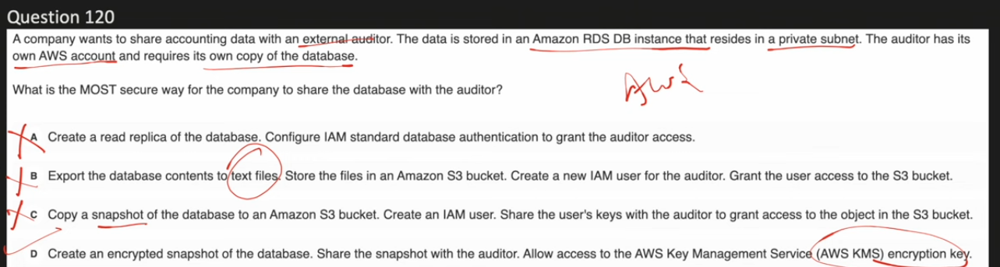 Question 120
A company wants to share accounting data with an external auditor. The data is stored in an Amazon RDS DB instance that resides in a private subnet. The auditor has its
own AWS account and requires its own copy of the database.
What is the MOST secure way for the company to share the database with the auditor?
A Create a read replica of the database. Configure IAM standard database authentication to grant the auditor access.
B Export the database contents to text files. Store the files in an Amazon S3 bucket. Create a new IAM user for the auditor. Grant the user access to the S3 bucket.
C Copy a snapshot of the database to an Amazon S3 bucket. Create an IAM user. Share the user's keys with the auditor to grant access to the object in the S3 bucket.
D Create an encrypted snapshot of the database. Share the snapshot with the auditor. Allow access to the AWS Key Management Service (AWS KMS) encryption key.